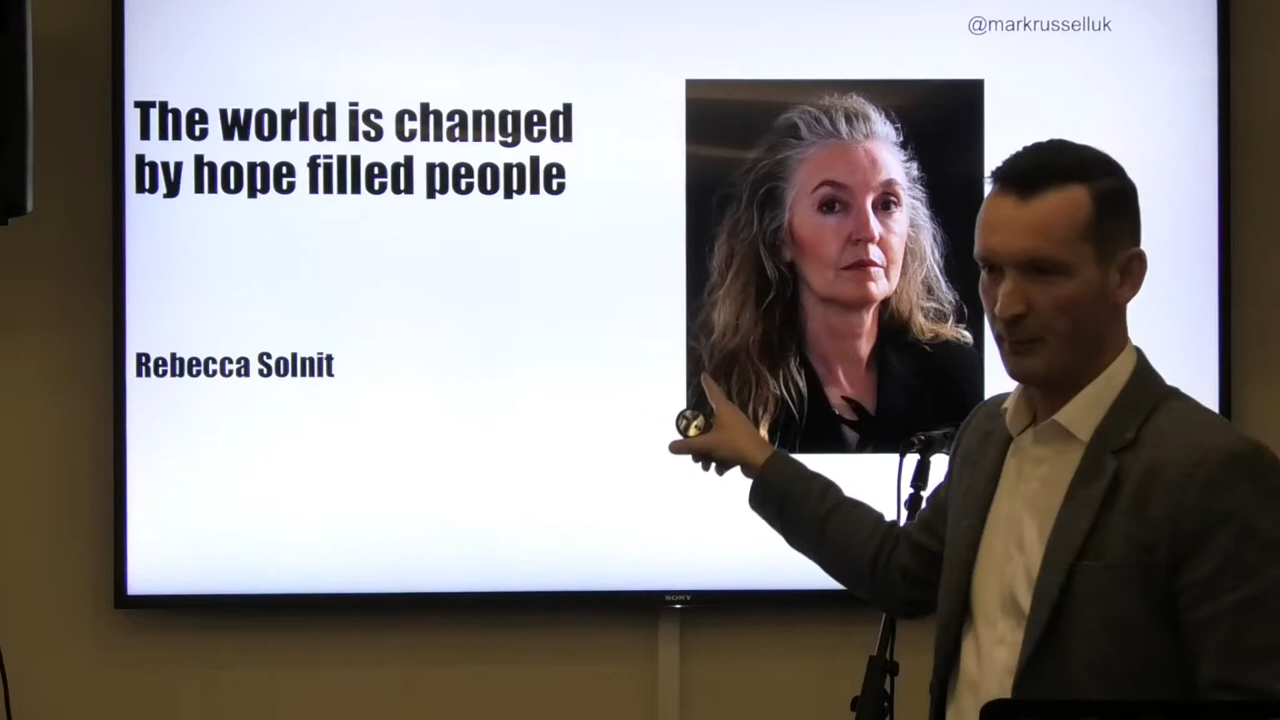 @markrusselluk
The world is changed
by hope filled people
Rebecca Solnit
SONY